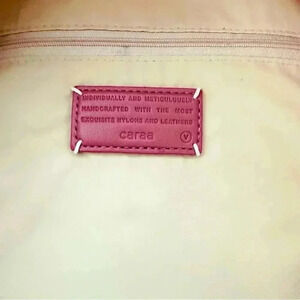 INDIVIDUALLY AND METICULOUSLY
HANDCRAFTED WITH THE MOST
EXQUISITE NYLONS AND LEATHERS
caraa
V